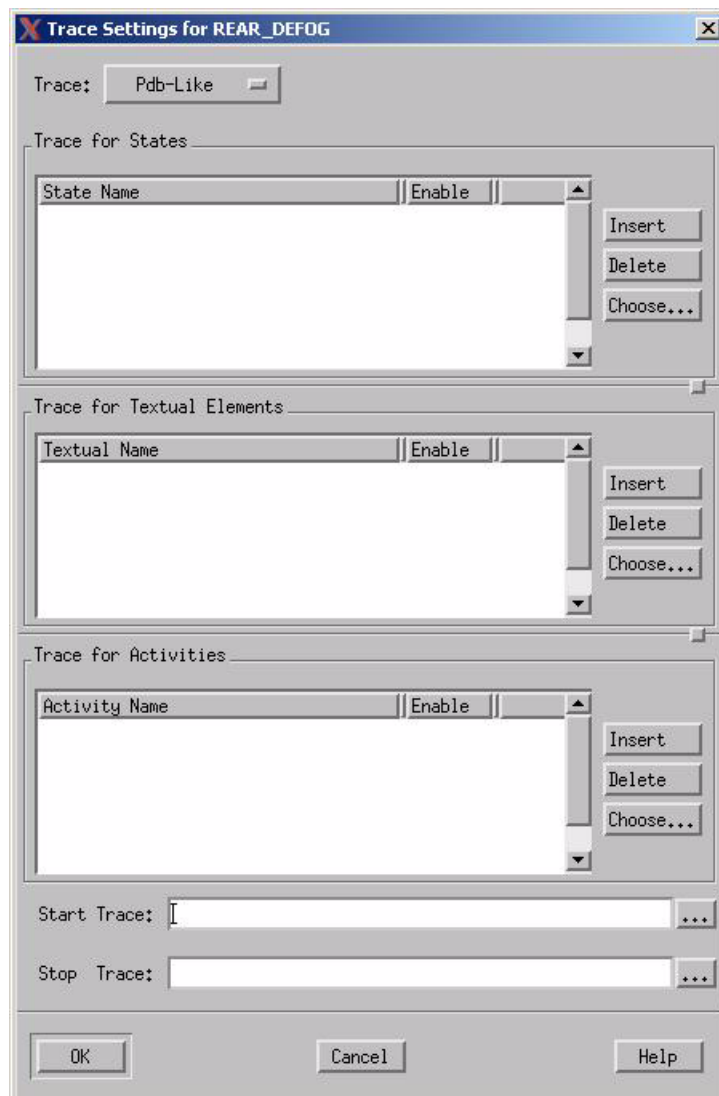 Trace Settings for REAR_DEFOG
Trace: Pdb-Like
Trace for States
State Name Enable
Insert
Delete
Choose...
Trace for Textual Elements
Textual Name Enable
Insert
Delete
Choose...
Trace for Activities
Activity Name Enable
Insert
Delete
Choose...
Start Trace: ...
Stop Trace: ...
OK Cancel Help